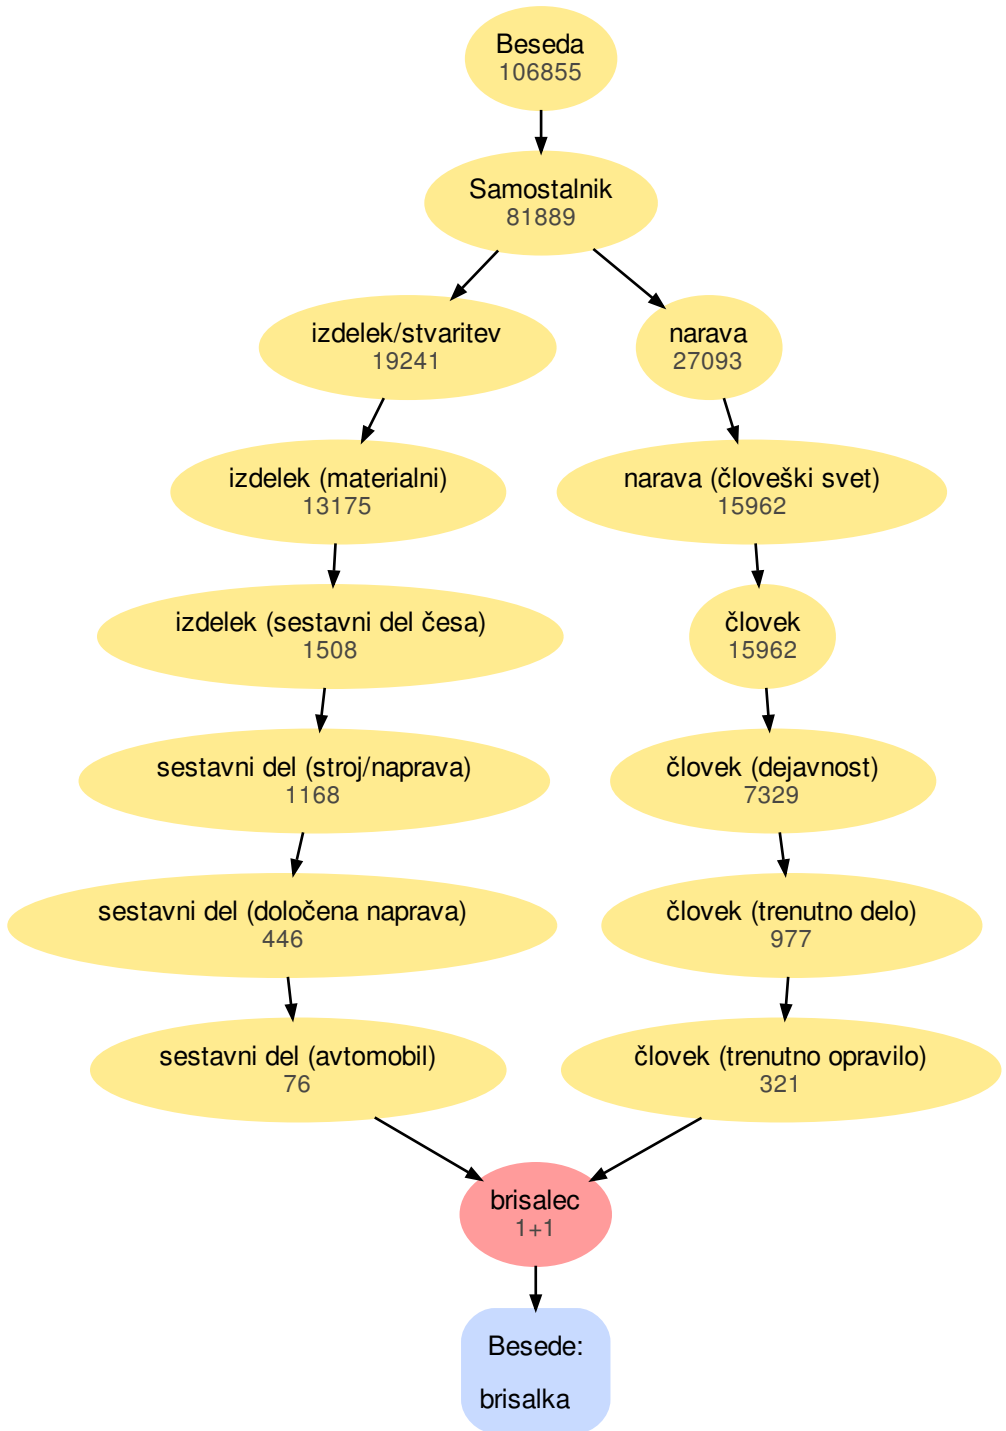 Beseda
106855
Samostalnik
81889
izdelek/stvaritev
19241
narava
27093
izdelek (materialni)
13175
narava (človeški svet)
15962
izdelek (sestavni del česa)
1508
človek
15962
sestavni del (stroj/naprava)
1168
človek (dejavnost)
7329
sestavni del (določena naprava)
446
človek (trenutno delo)
977
sestavni del (avtomobil)
76
človek (trenutno opravilo)
321
brisalec
1+1
Besede:
brisalka